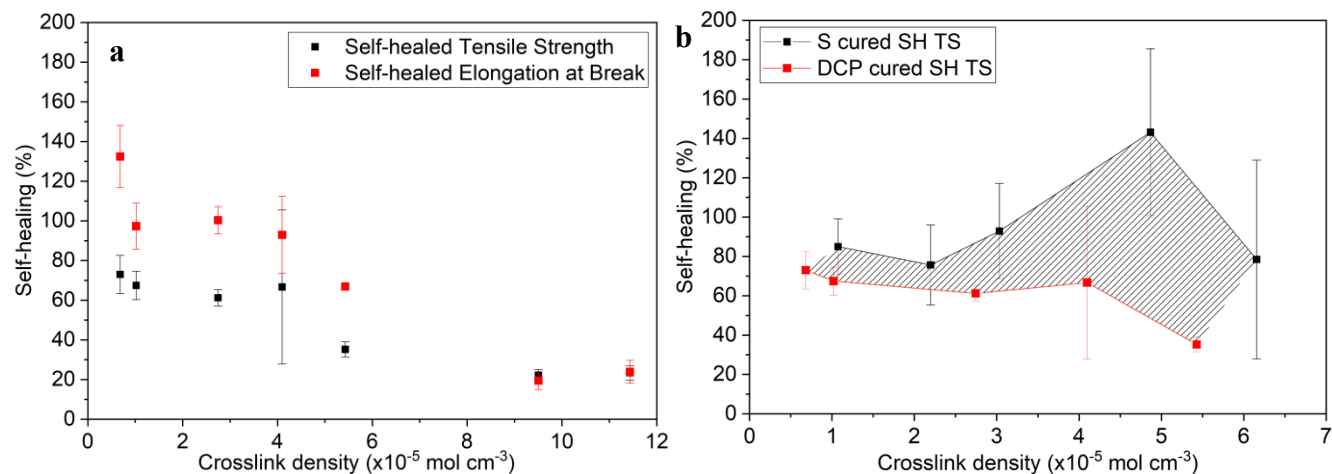 a
Self-healed Tensile Strength
Self-healed Elongation at Break
Self-healing (%)
200
180
160
140
120
100
80
60
40
20
0
0 2 4 6 8 10 12
Crosslink density (x10⁻⁵ mol cm⁻³)
b
S cured SH TS
DCP cured SH TS
Self-healing (%)
200
180
160
140
120
100
80
60
40
20
0
0 1 2 3 4 5 6 7
Crosslink density (x10⁻⁵ mol cm⁻³)